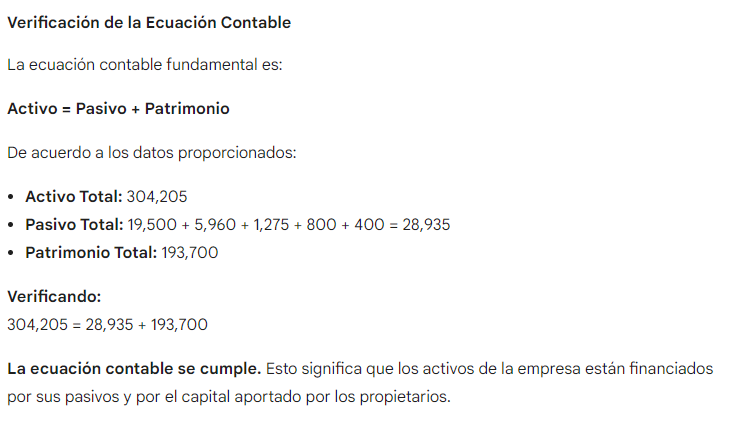 Verificación de la Ecuación Contable
La ecuación contable fundamental es:
Activo = Pasivo + Patrimonio
De acuerdo a los datos proporcionados:
• Activo Total: 304,205
• Pasivo Total: 19,500 + 5,960 + 1,275 + 800 + 400 = 28,935
• Patrimonio Total: 193,700
Verificando:
304,205 = 28,935 + 193,700
La ecuación contable se cumple. Esto significa que los activos de la empresa están financiados
por sus pasivos y por el capital aportado por los propietarios.